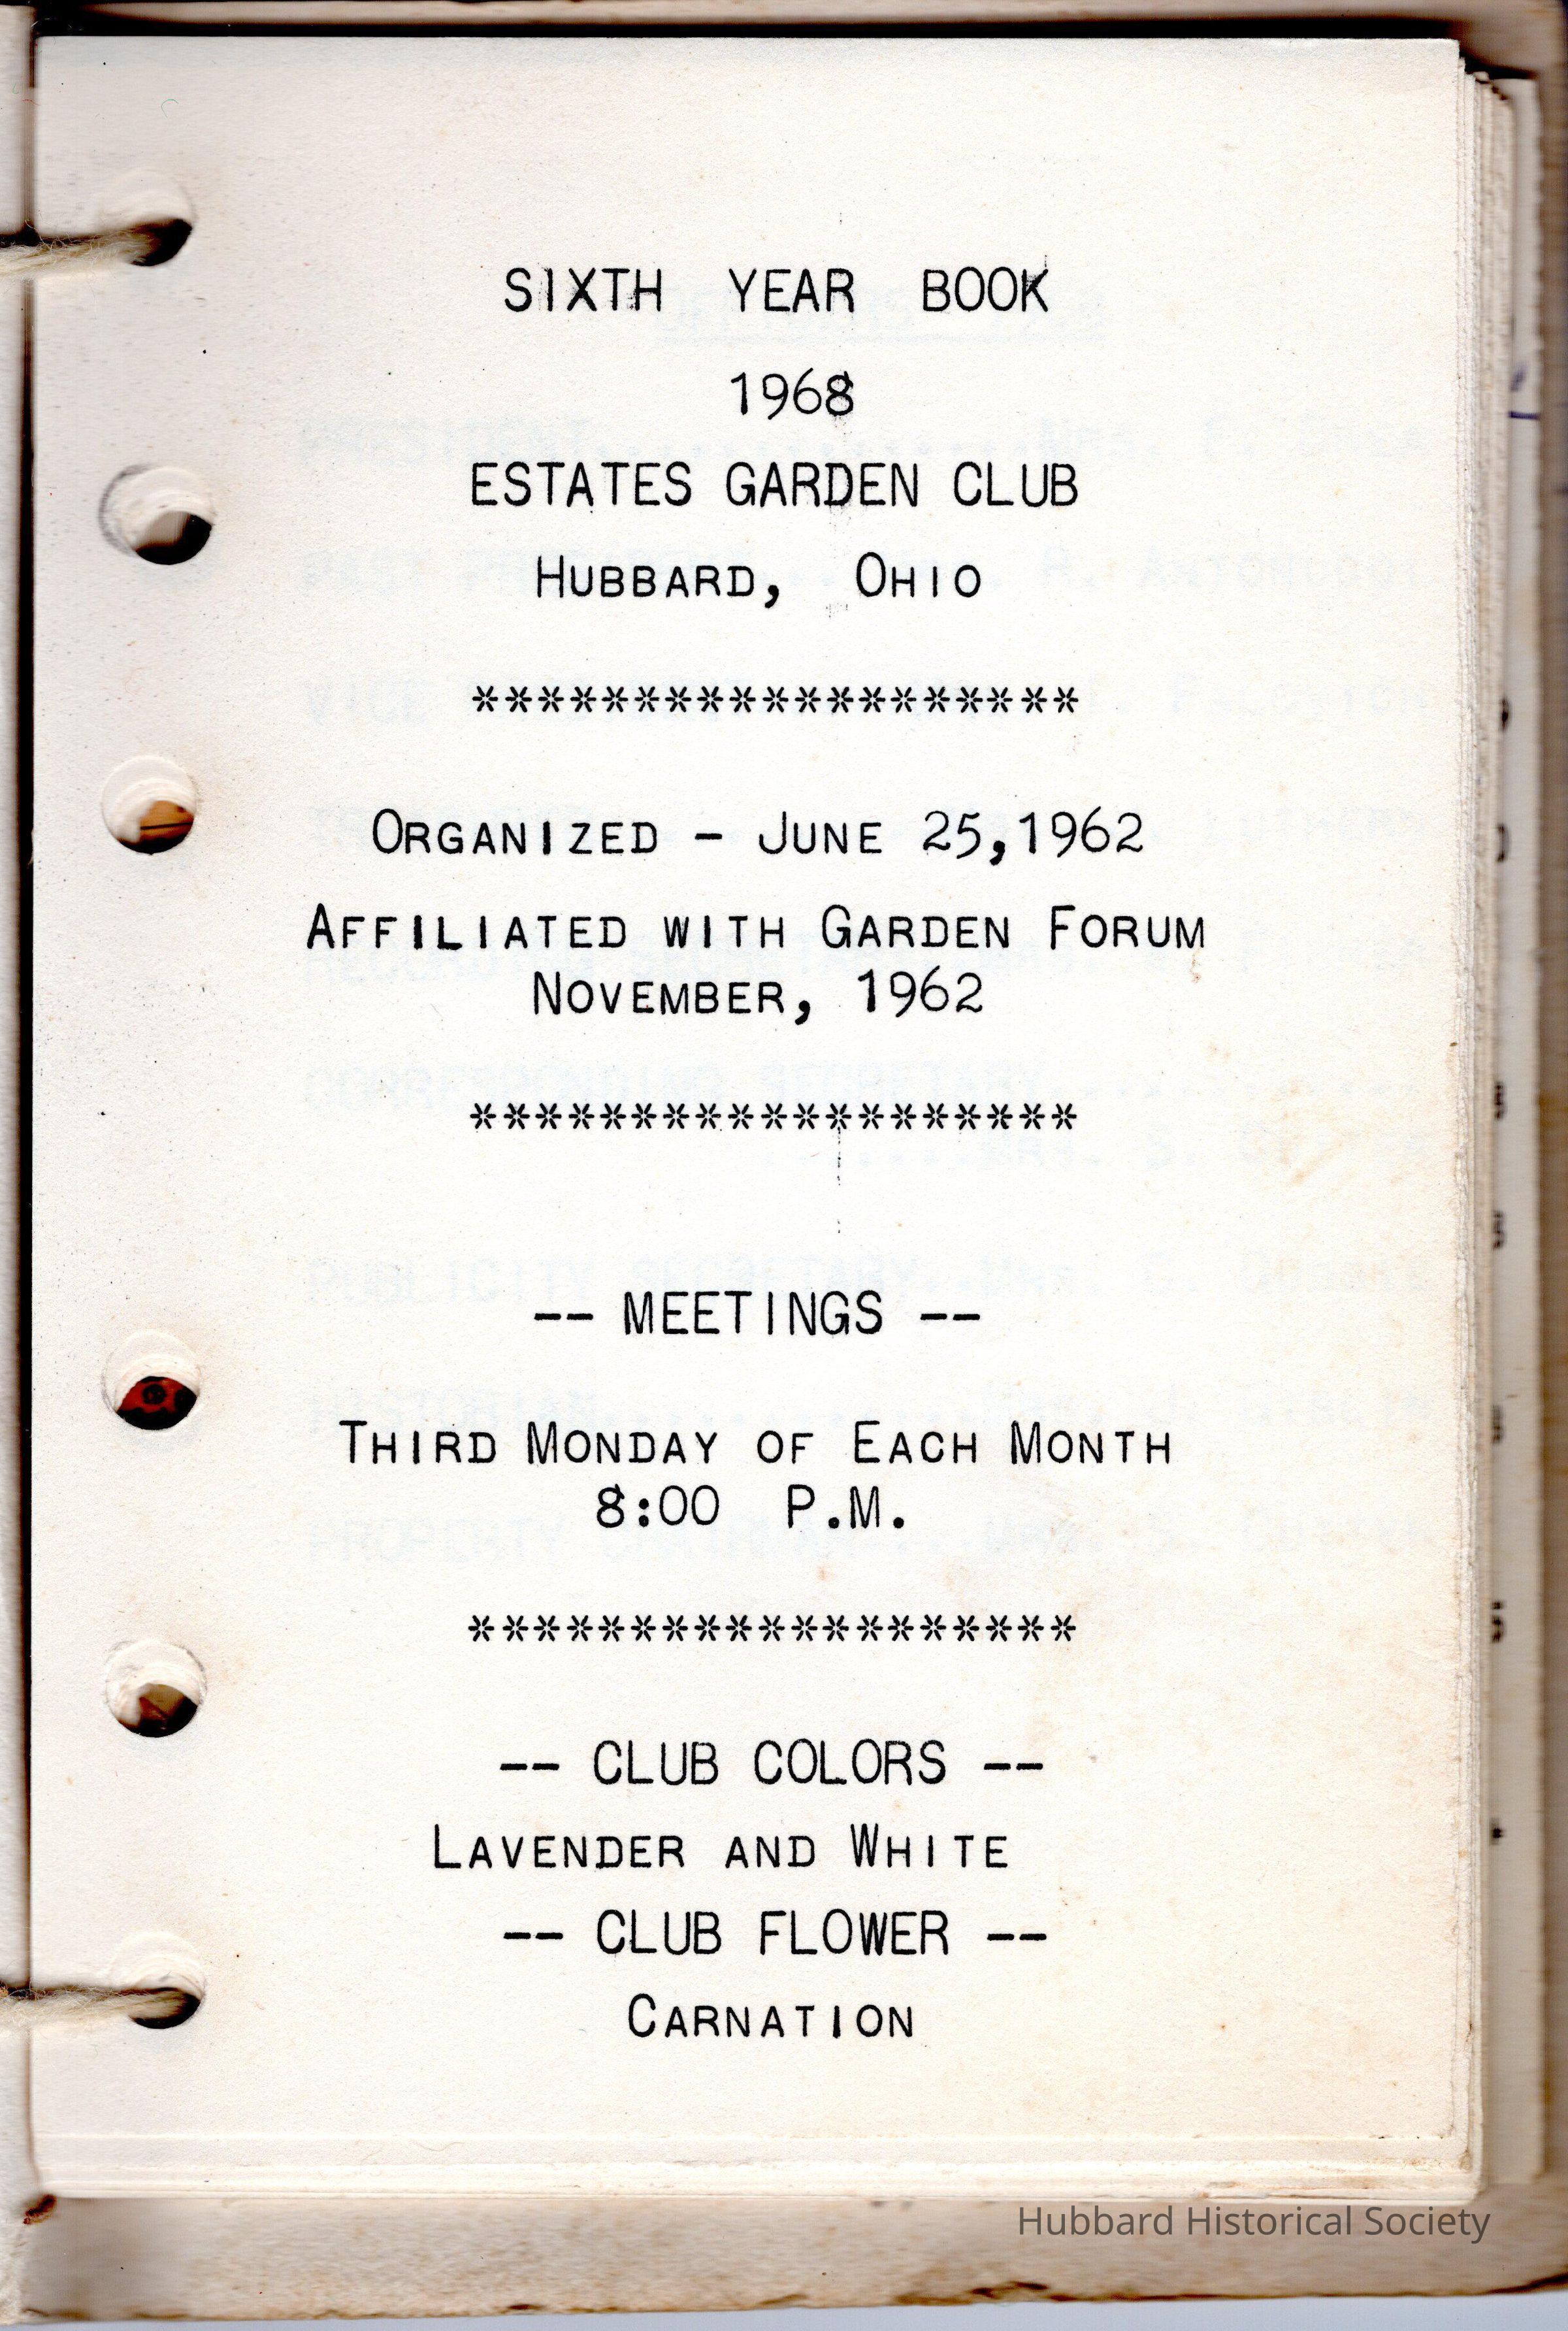 SIXTH YEAR BOOK
1968
ESTATES GARDEN CLUB
HUBBARD, OHIO
*******************
ORGANIZED - JUNE 25,1962
AFFILIATED WITH GARDEN FORUM
NOVEMBER, 1962
*******************
-- MEETINGS --
THIRD MONDAY OF EACH MONTH
8:00 P.M.
*******************
-- CLUB COLORS --
LAVENDER AND WHITE
-- CLUB FLOWER --
CARNATION
Hubbard Historical Society